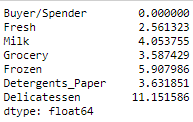 Buyer/Spender 0.000000
Fresh 2.561323
Milk 4.053755
Grocery 3.587429
Frozen 5.907986
Detergents_Paper 3.631851
Delicatessen 11.151586
dtype: float64